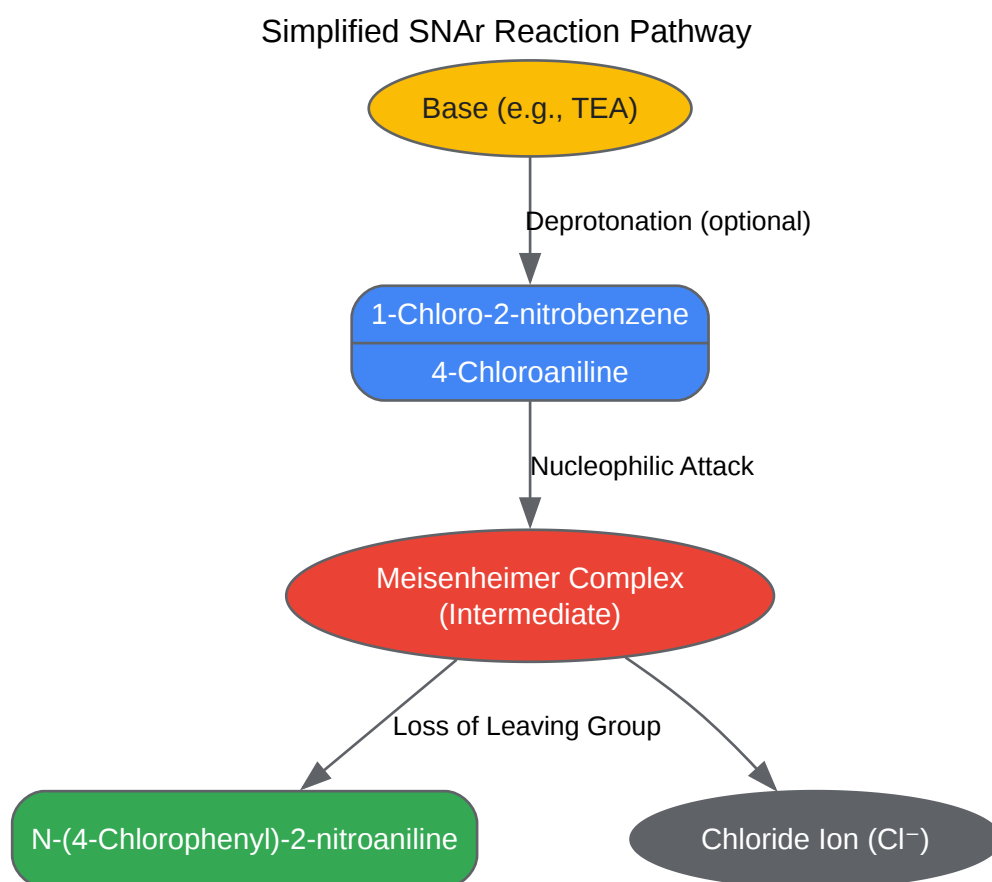 Simplified SNAr Reaction Pathway
Base (e.g., TEA)
Deprotonation (optional)
1-Chloro-2-nitrobenzene
4-Chloroaniline
Nucleophilic Attack
Meisenheimer Complex
(Intermediate)
Loss of Leaving Group
N-(4-Chlorophenyl)-2-nitroaniline
Chloride Ion (Cl⁻)